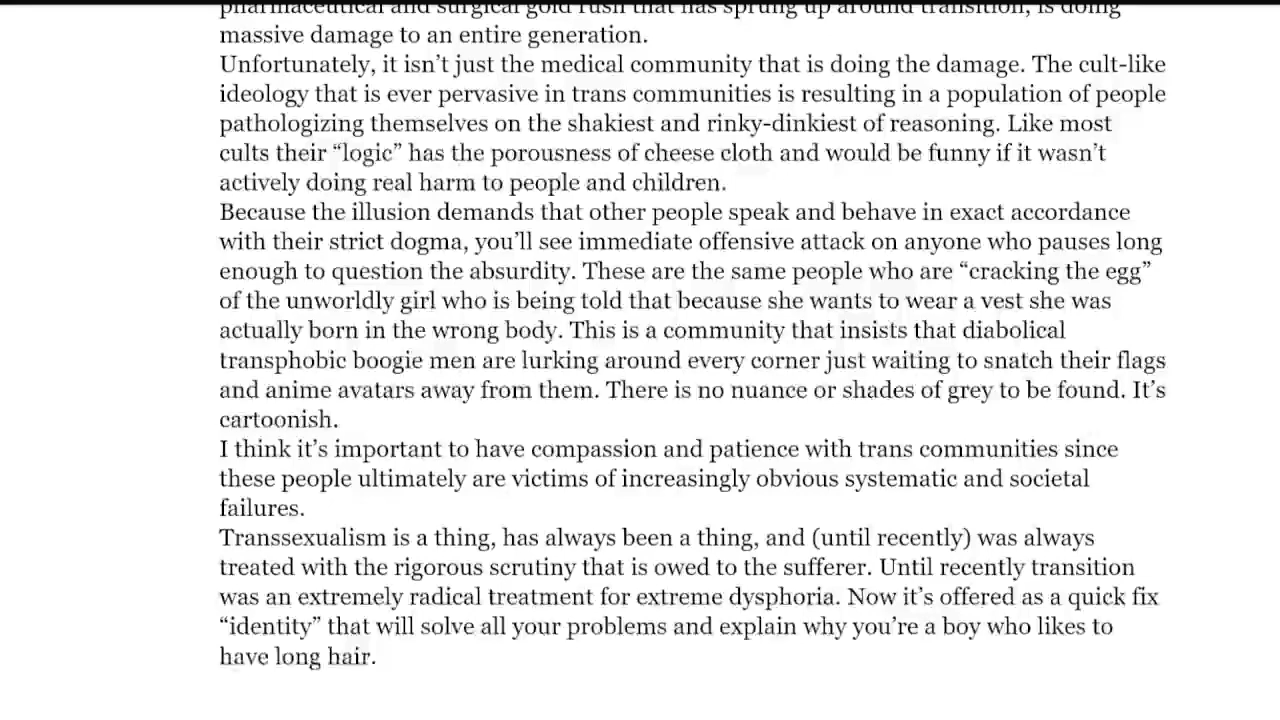 pharmaceutical and surgical gold rush that has sprung up around transition, is doing
massive damage to an entire generation.
Unfortunately, it isn’t just the medical community that is doing the damage. The cult-like
ideology that is ever pervasive in trans communities is resulting in a population of people
pathologizing themselves on the shakiest and rinky-dinkiest of reasoning. Like most
cults their “logic” has the porousness of cheese cloth and would be funny if it wasn’t
actively doing real harm to people and children.
Because the illusion demands that other people speak and behave in exact accordance
with their strict dogma, you’ll see immediate offensive attack on anyone who pauses long
enough to question the absurdity. These are the same people who are “cracking the egg”
of the unworldly girl who is being told that because she wants to wear a vest she was
actually born in the wrong body. This is a community that insists that diabolical
transphobic boogie men are lurking around every corner just waiting to snatch their flags
and anime avatars away from them. There is no nuance or shades of grey to be found. It’s
cartoonish.
I think it’s important to have compassion and patience with trans communities since
these people ultimately are victims of increasingly obvious systematic and societal
failures.
Transsexualism is a thing, has always been a thing, and (until recently) was always
treated with the rigorous scrutiny that is owed to the sufferer. Until recently transition
was an extremely radical treatment for extreme dysphoria. Now it’s offered as a quick fix
“identity” that will solve all your problems and explain why you’re a boy who likes to
have long hair.